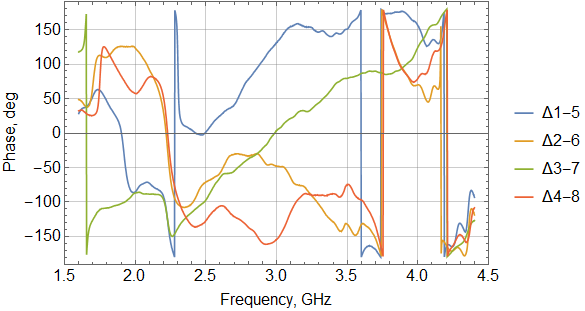 150
100
50
0
-50
-100
-150
Phase, deg
1.5 2.0 2.5 3.0 3.5 4.0 4.5
Frequency, GHz
Δ1-5
Δ2-6
Δ3-7
Δ4-8